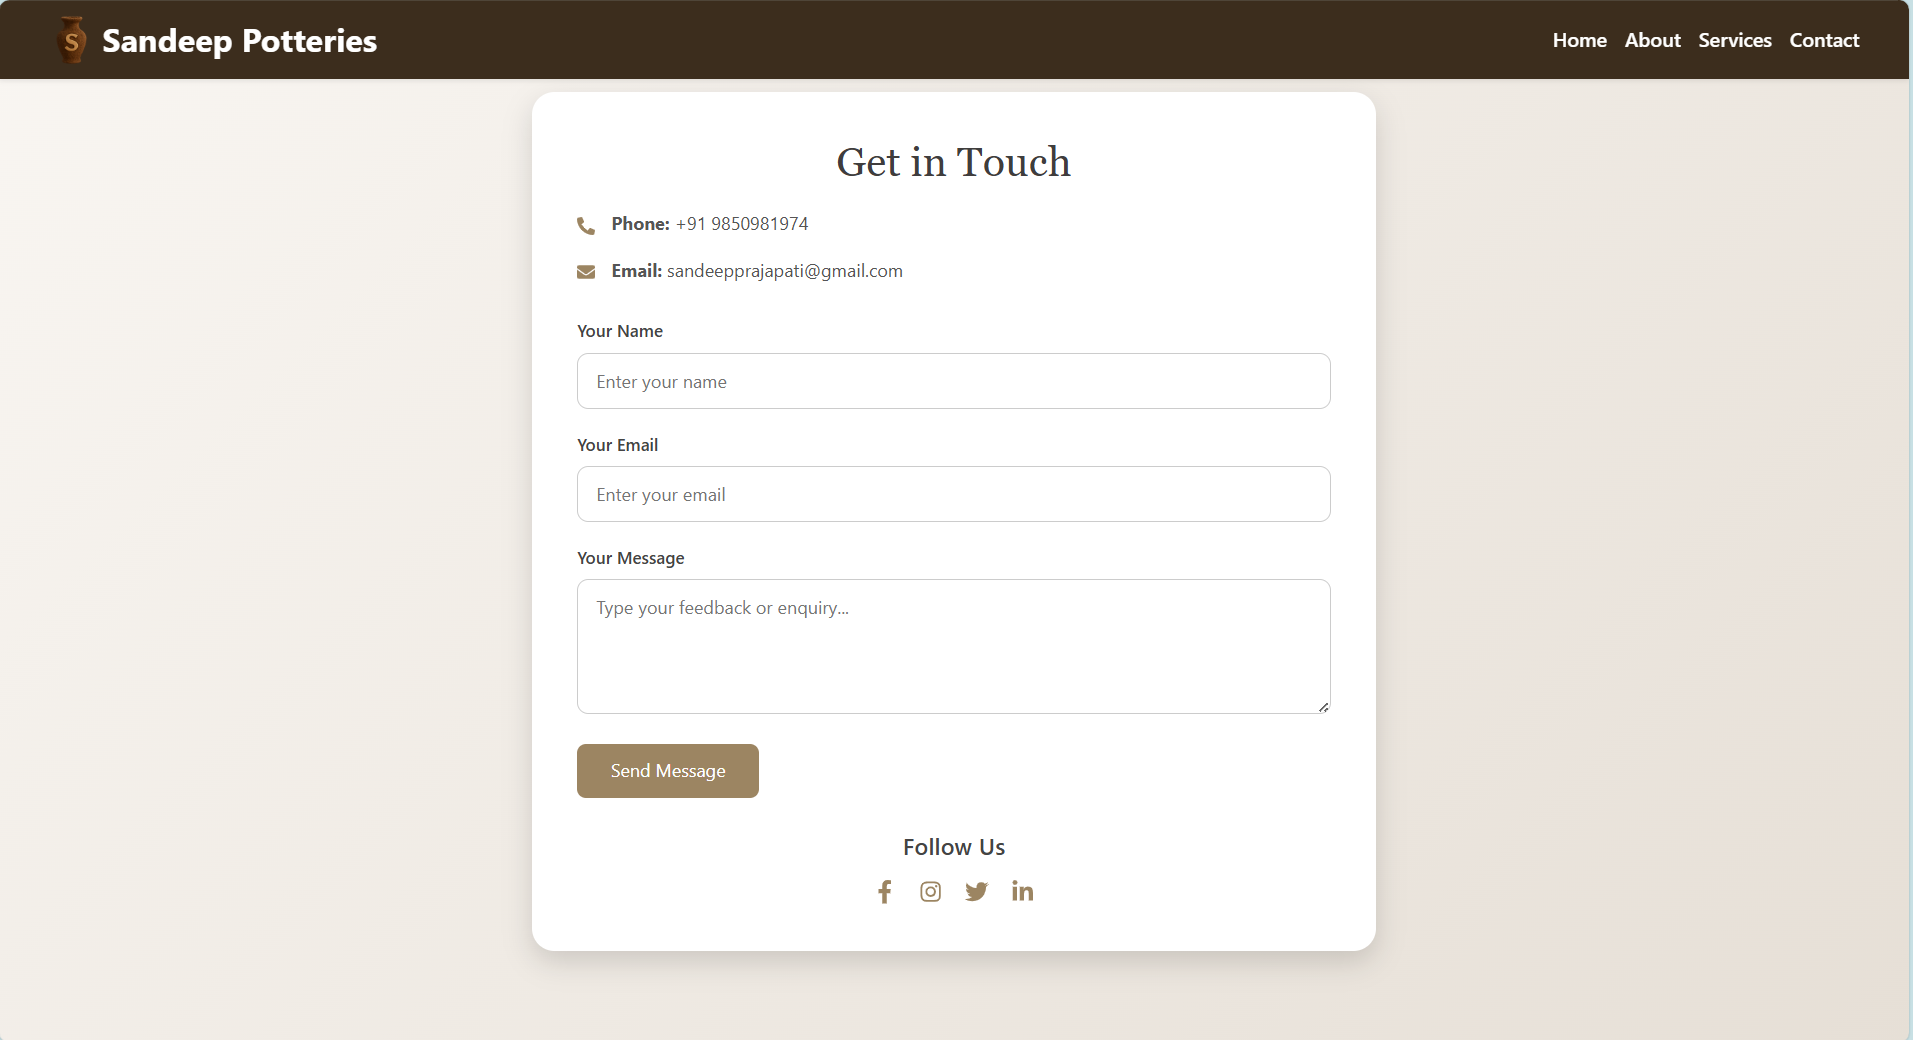 S Sandeep Potteries
Home About Services Contact
Get in Touch
Phone: +91 9850981974
Email: sandeepprajapati@gmail.com
Your Name
Enter your name
Your Email
Enter your email
Your Message
Type your feedback or enquiry...
Send Message
Follow Us